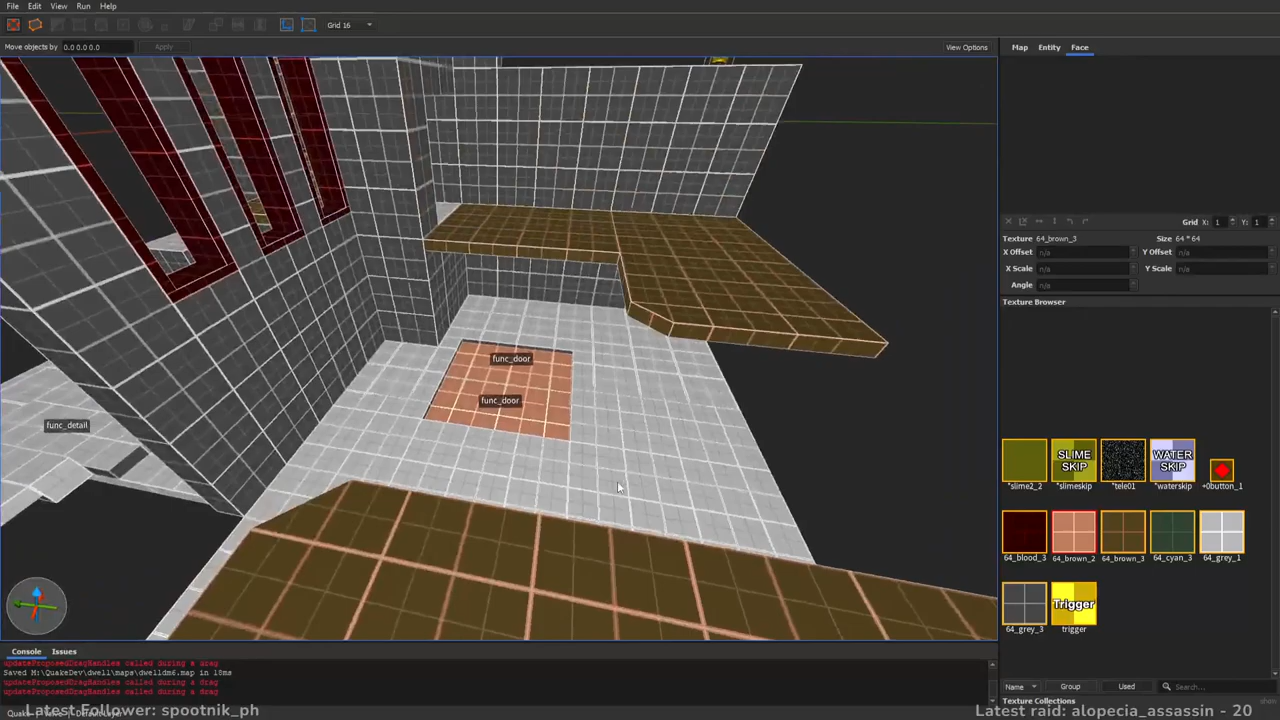 File Edit View Run Help
Grid 16
Move objects by 0.0 0.0 0.0 Apply View Options
Map Entity Face
Grid X: 1 Y: 1
Texture 64_brown_3 Size 64 * 64
X Offset n/a Y Offset n/a
X Scale n/a Y Scale n/a
Angle n/a
Texture Browser
func_door
func_door
func_detail
SLIME SKIP
WATER SKIP
*slime2_2 *slimeskip *tele01 *waterskip +0button_1
64_blood_3 64_brown_2 64_brown_3 64_cyan_3 64_grey_1
Trigger
64_grey_3 trigger
Console Issues
updateProposedDragHandles called during a drag
Saved M:\QuakeDev\dwell\maps\dwelldm6.map in 18ms
updateProposedDragHandles called during a drag
updateProposedDragHandles called during a drag
Name Group Used Search...
Texture Collections
Latest Follower: spootnik_ph
Latest raid: alopecia_assassin - 20